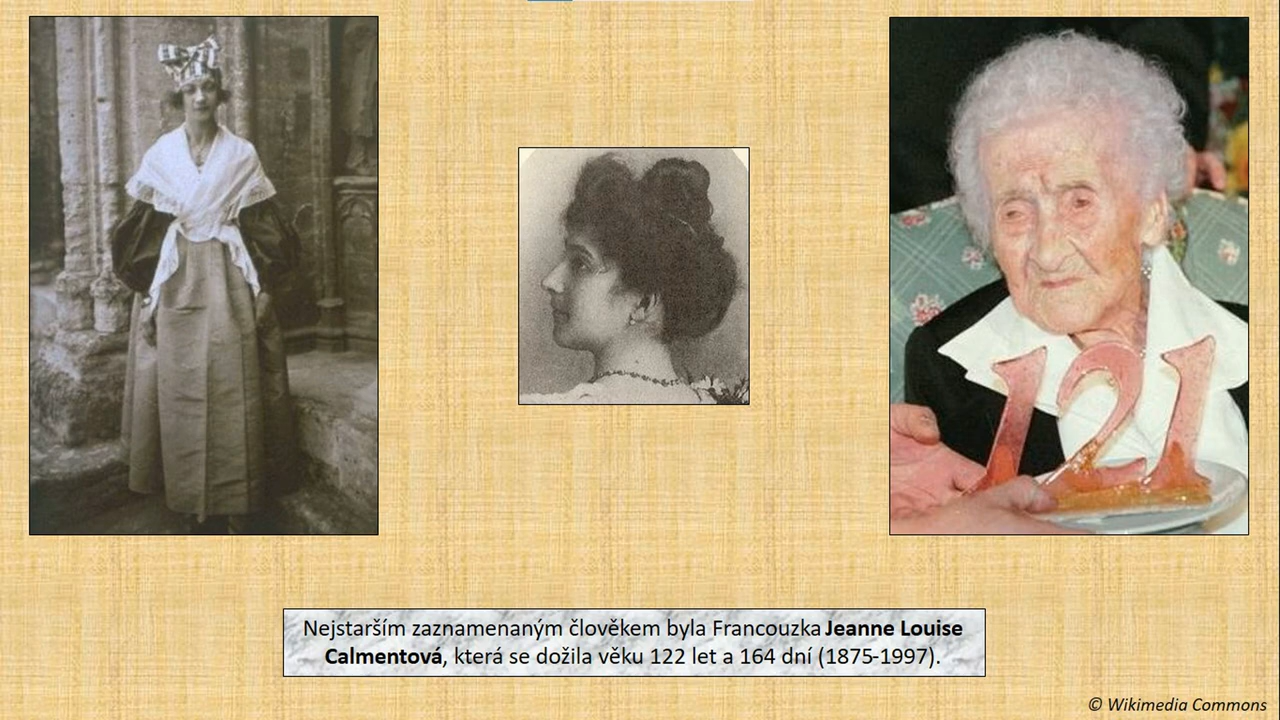 121
Nejstarším zaznamenaným člověkem byla Francouzka Jeanne Louise
Calmentová, která se dožila věku 122 let a 164 dní (1875-1997).
© Wikimedia Commons